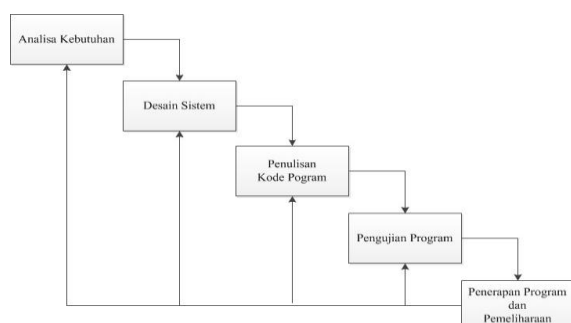 Analisa Kebutuhan
Desain Sistem
Penulisan
Kode Pogram
Pengujian Program
Penerapan Program
dan
Pemeliharaan